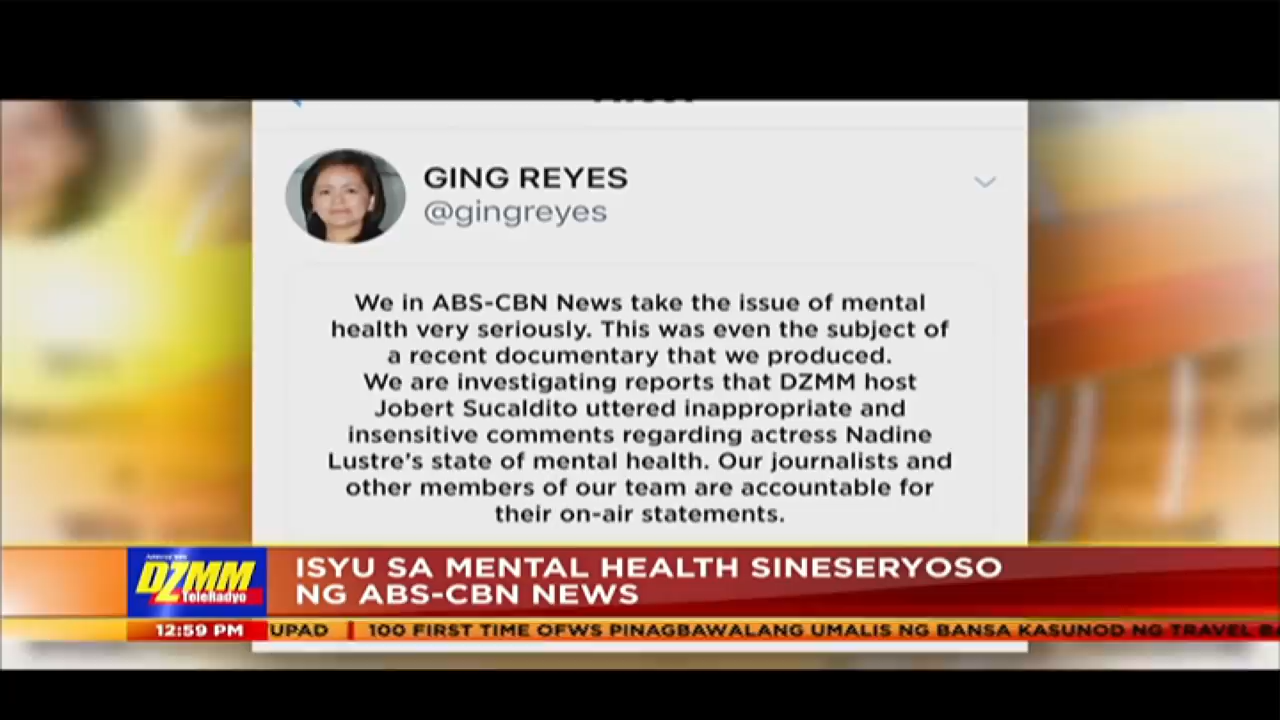 GING REYES
@gingreyes
We in ABS-CBN News take the issue of mental
health very seriously. This was even the subject of
a recent documentary that we produced.
We are investigating reports that DZMM host
Jobert Sucaldito uttered inappropriate and
insensitive comments regarding actress Nadine
Lustre's state of mental health. Our journalists and
other members of our team are accountable for
their on-air statements.
DZMM
TeleRadyo
ISYU SA MENTAL HEALTH SINESERYOSO
NG ABS-CBN NEWS
12:59 PM
UPAD | 100 FIRST TIME OFWS PINAGBAWALANG UMALIS NG BANSA KASUNOD NG TRAVEL